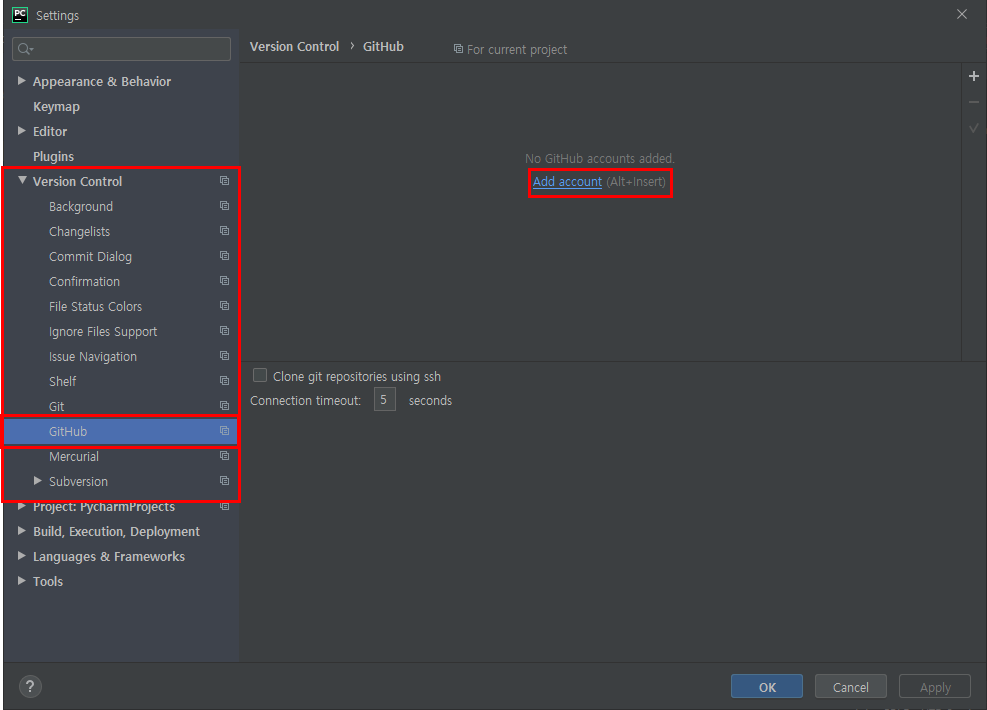 PC Settings
Version Control › GitHub For current project
Appearance & Behavior
Keymap
Editor
Plugins
Version Control
Background
Changelists
Commit Dialog
Confirmation
File Status Colors
Ignore Files Support
Issue Navigation
Shelf
Git
GitHub
Mercurial
Subversion
Project: PycharmProjects
Build, Execution, Deployment
Languages & Frameworks
Tools
No GitHub accounts added.
Add account (Alt+Insert)
Clone git repositories using ssh
Connection timeout: 5 seconds
?
OK Cancel Apply